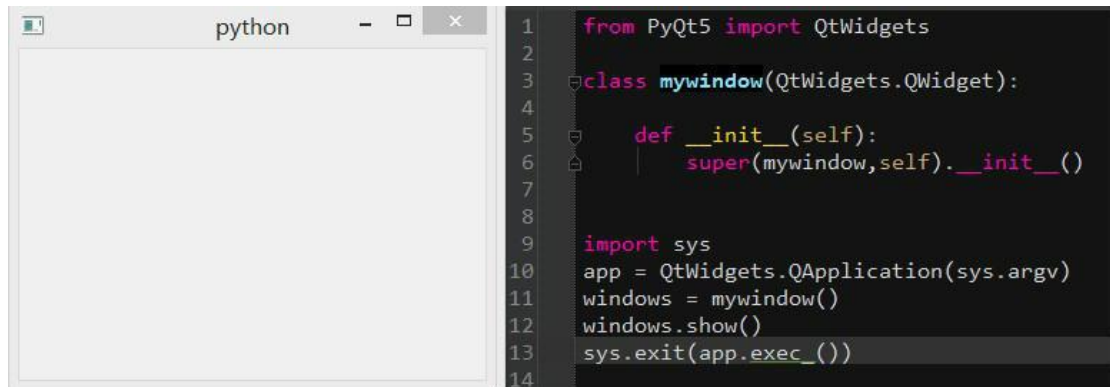 python
1 from PyQt5 import QtWidgets
2
3 class mywindow(QtWidgets.QWidget):
4
5     def __init__(self):
6         super(mywindow,self).__init__()
7
8
9 import sys
10 app = QtWidgets.QApplication(sys.argv)
11 windows = mywindow()
12 windows.show()
13 sys.exit(app.exec_())
14